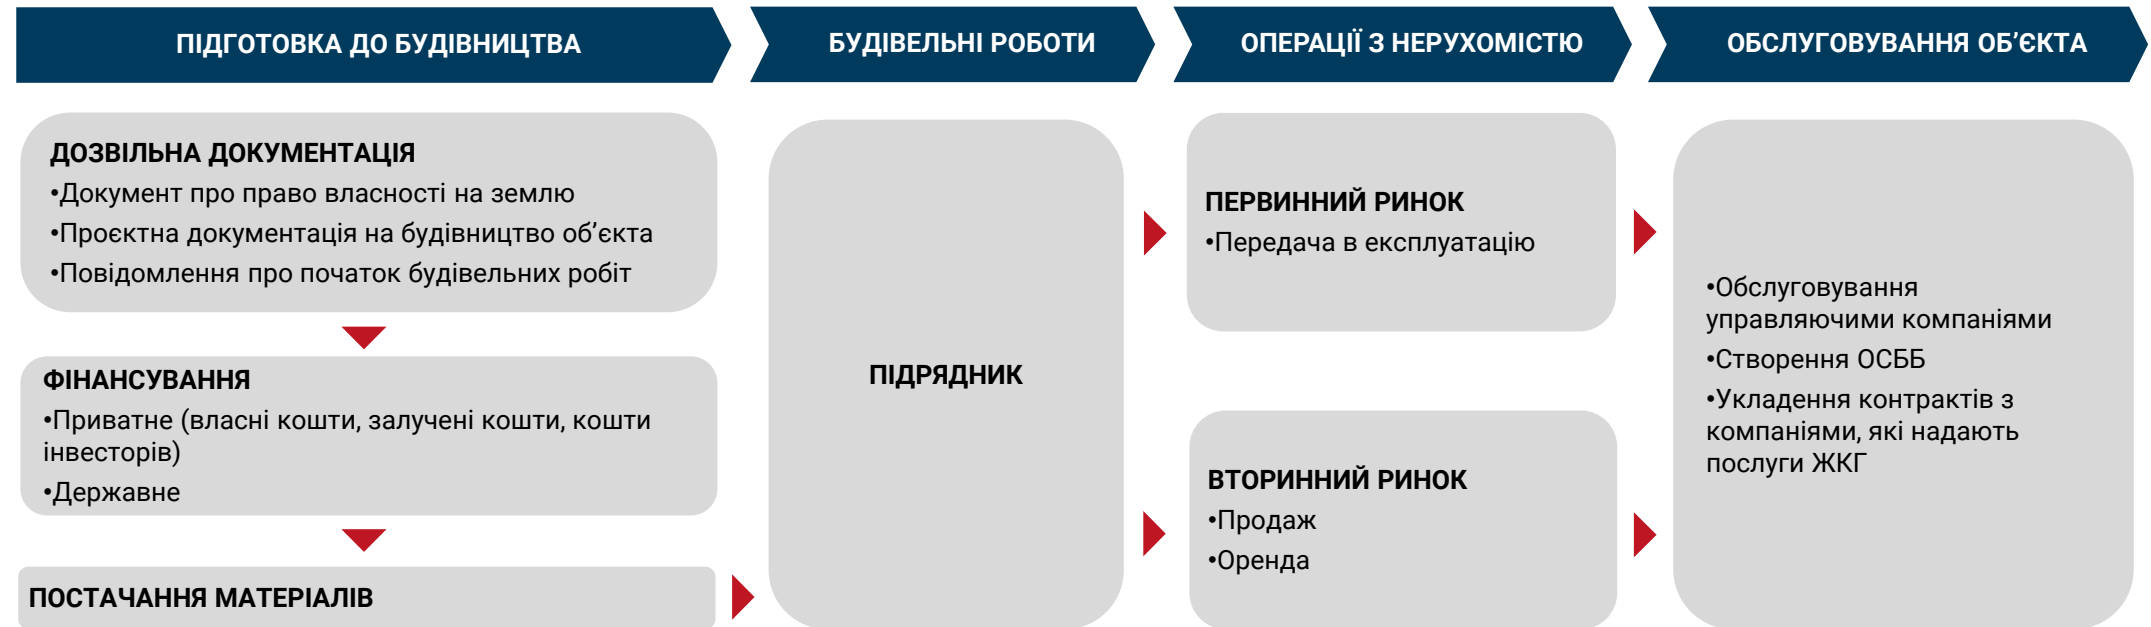 ПІДГОТОВКА ДО БУДІВНИЦТВА
БУДІВЕЛЬНІ РОБОТИ
ОПЕРАЦІЇ З НЕРУХОМІСТЮ
ОБСЛУГОВУВАННЯ ОБ’ЄКТА
ДОЗВІЛЬНА ДОКУМЕНТАЦІЯ
•Документ про право власності на землю
•Проєктна документація на будівництво об’єкта
•Повідомлення про початок будівельних робіт
ФІНАНСУВАННЯ
•Приватне (власні кошти, залучені кошти, кошти
інвесторів)
•Державне
ПОСТАЧАННЯ МАТЕРІАЛІВ
ПІДРЯДНИК
ПЕРВИННИЙ РИНОК
•Передача в експлуатацію
ВТОРИННИЙ РИНОК
•Продаж
•Оренда
•Обслуговування
управляючими компаніями
•Створення ОСББ
•Укладення контрактів з
компаніями, які надають
послуги ЖКГ